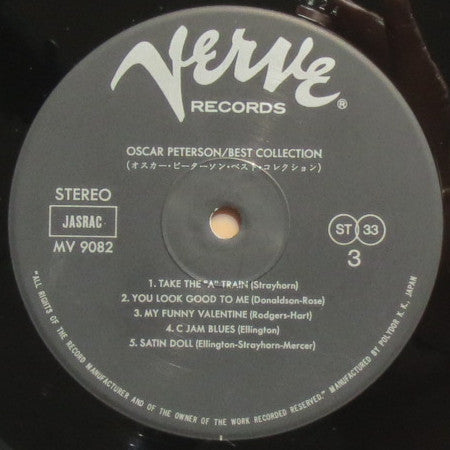 Verve
RECORDS ®
OSCAR PETERSON/BEST COLLECTION
(オスカー・ピーターソン・ベスト・コレクション)
STEREO
JASRAC
MV 9082
ST 33
3
1. TAKE THE "A" TRAIN (Strayhorn)
2. YOU LOOK GOOD TO ME (Donaldson-Rose)
3. MY FUNNY VALENTINE (Rodgers-Hart)
4. C JAM BLUES (Ellington)
5. SATIN DOLL (Ellington-Strayhorn-Mercer)
"ALL RIGHTS OF THE RECORD MANUFACTURER AND OF THE OWNER OF THE WORK RECORDED RESERVED." MANUFACTURED BY POLYDOR K.K., JAPAN